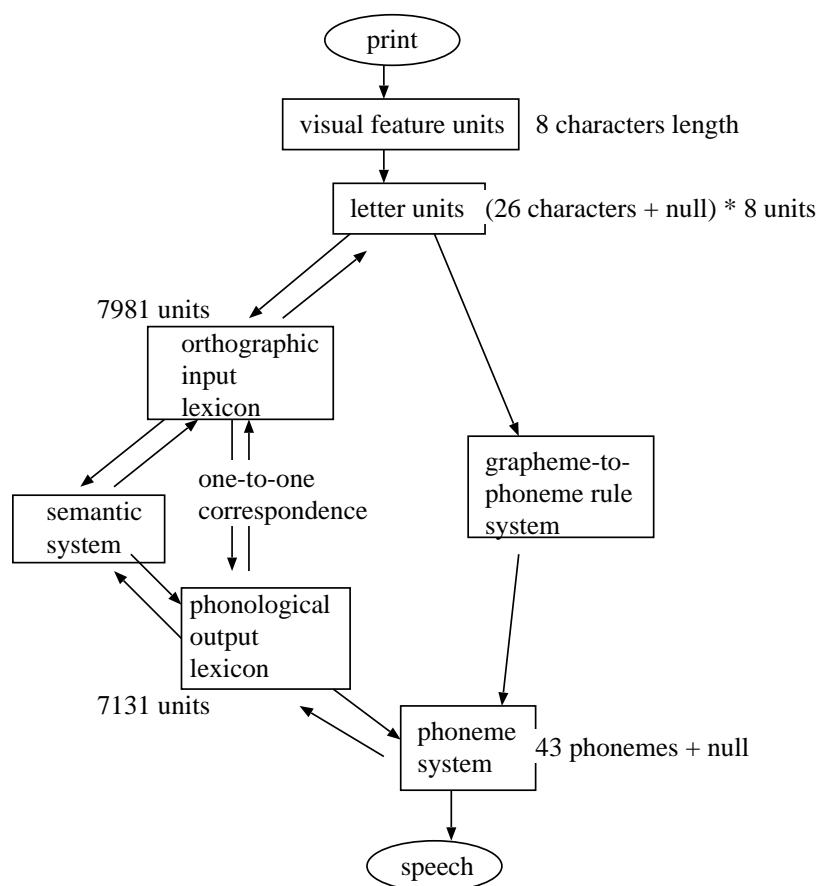 print
visual feature units
8 characters length
letter units
(26 characters + null) * 8 units
7981 units
orthographic
input
lexicon
grapheme-to-
phoneme rule
system
one-to-one
correspondence
semantic
system
phonological
output
lexicon
7131 units
phoneme
system
43 phonemes + null
speech